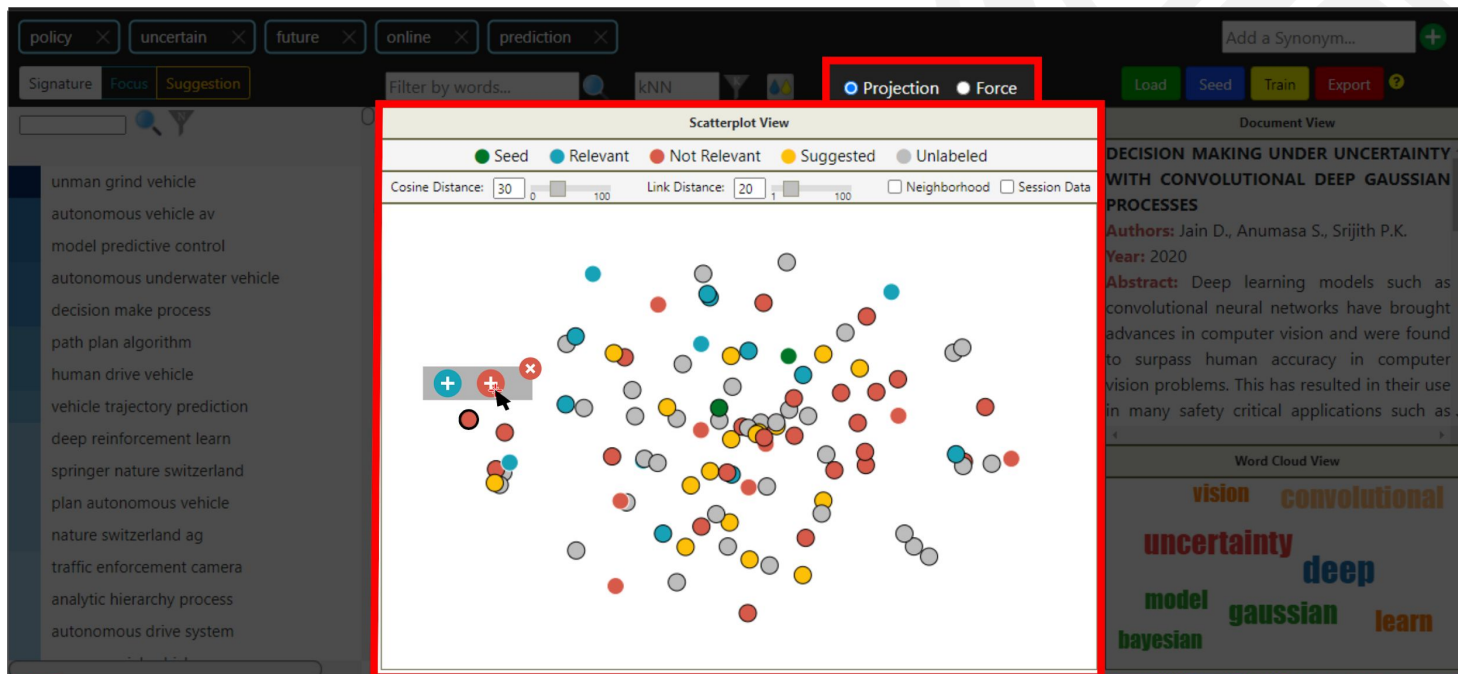 policy uncertain future online prediction Add a Synonym...
Signature Focus Suggestion Filter by words... kNN Projection Force Load Seed Train Export ?
Scatterplot View
Seed Relevant Not Relevant Suggested Unlabeled
Cosine Distance: 30 0 100 Link Distance: 20 1 100 Neighborhood Session Data
unman grind vehicle
autonomous vehicle av
model predictive control
autonomous underwater vehicle
decision make process
path plan algorithm
human drive vehicle
vehicle trajectory prediction
deep reinforcement learn
springer nature switzerland
plan autonomous vehicle
nature switzerland ag
traffic enforcement camera
analytic hierarchy process
autonomous drive system
Document View
DECISION MAKING UNDER UNCERTAINTY
WITH CONVOLUTIONAL DEEP GAUSSIAN
PROCESSES
Authors: Jain D., Anumasa S., Srijith P.K.
Year: 2020
Abstract: Deep learning models such as
convolutional neural networks have brought
advances in computer vision and were found
to surpass human accuracy in computer
vision problems. This has resulted in their use
in many safety critical applications such as
Word Cloud View
vision convolutional
uncertainty
deep
model
gaussian learn
bayesian